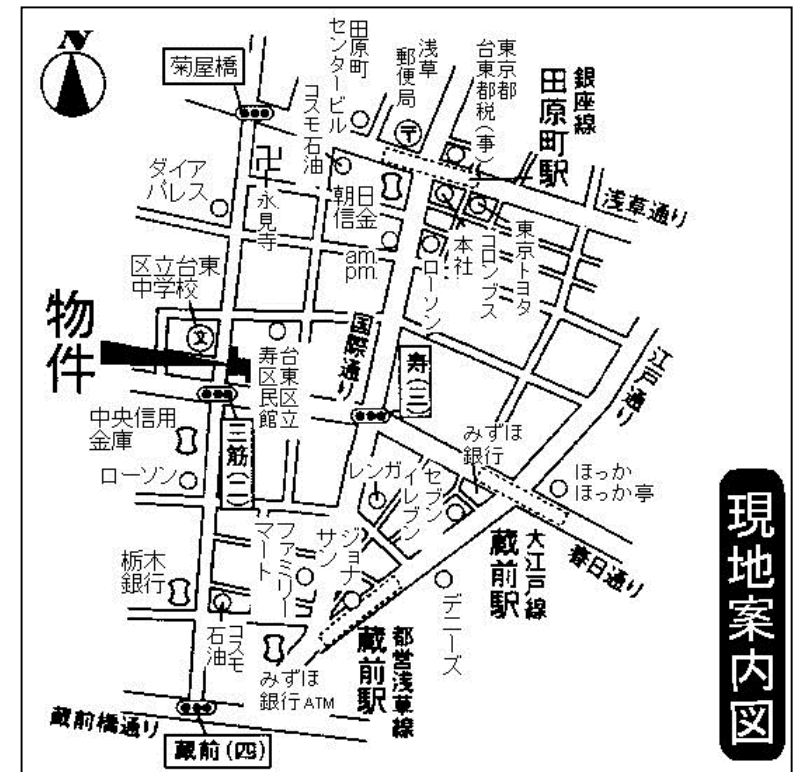 N
菊屋橋
田原町
センタービル
コスモ石油
浅草
郵便局
〒
東京都
台東都税(事)
銀座線
田原町駅
浅草通り
ダイア
パレス
卍
永見寺
朝日
信金
am.
pm.
ローソン
本社
コロンブス
東京トヨタ
区立台東
中学校
文
物件
台東区立
寿区民館
国際通り
寿(三)
江戸通り
中央信用
金庫
ローソン
三筋(二)
みずほ
銀行
レンガ
セブン
イレブン
ほっか
ほっか亭
春日通り
大江戸線
蔵前駅
デニーズ
ファミリー
マート
ジョナ
サン
栃木
銀行
コスモ
石油
みずほ
銀行ATM
都営浅草線
蔵前駅
蔵前橋通り
蔵前(四)
現地案内図